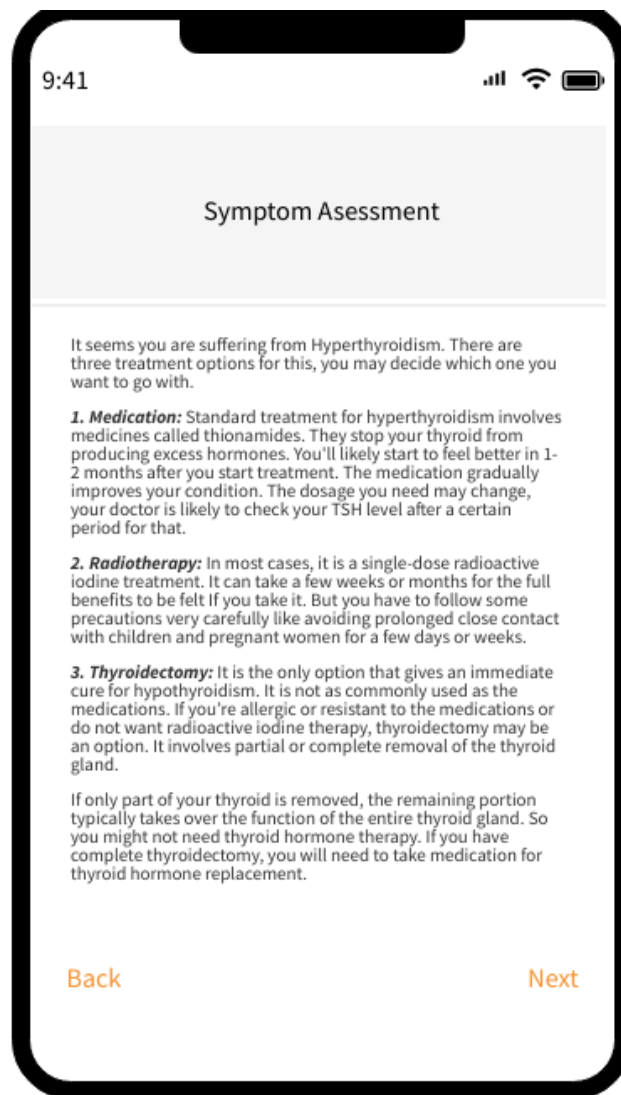 9:41
Symptom Asessment
It seems you are suffering from Hyperthyroidism. There are
three treatment options for this, you may decide which one you
want to go with.
1. Medication: Standard treatment for hyperthyroidism involves
medicines called thionamides. They stop your thyroid from
producing excess hormones. You'll likely start to feel better in 1-
2 months after you start treatment. The medication gradually
improves your condition. The dosage you need may change,
your doctor is likely to check your TSH level after a certain
period for that.
2. Radiotherapy: In most cases, it is a single-dose radioactive
iodine treatment. It can take a few weeks or months for the full
benefits to be felt If you take it. But you have to follow some
precautions very carefully like avoiding prolonged close contact
with children and pregnant women for a few days or weeks.
3. Thyroidectomy: It is the only option that gives an immediate
cure for hypothyroidism. It is not as commonly used as the
medications. If you're allergic or resistant to the medications or
do not want radioactive iodine therapy, thyroidectomy may be
an option. It involves partial or complete removal of the thyroid
gland.
If only part of your thyroid is removed, the remaining portion
typically takes over the function of the entire thyroid gland. So
you might not need thyroid hormone therapy. If you have
complete thyroidectomy, you will need to take medication for
thyroid hormone replacement.
Back
Next